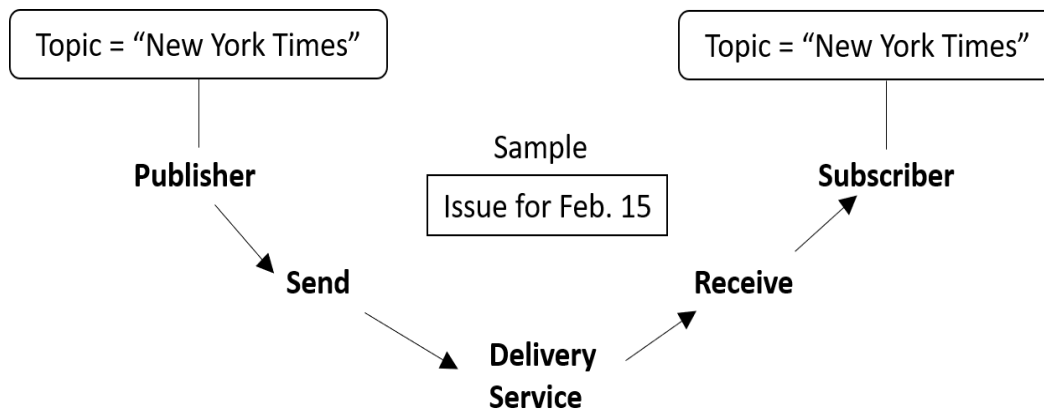 Topic = “New York Times”
Topic = “New York Times”
Sample
Publisher
Subscriber
Issue for Feb. 15
Send
Receive
Delivery
Service